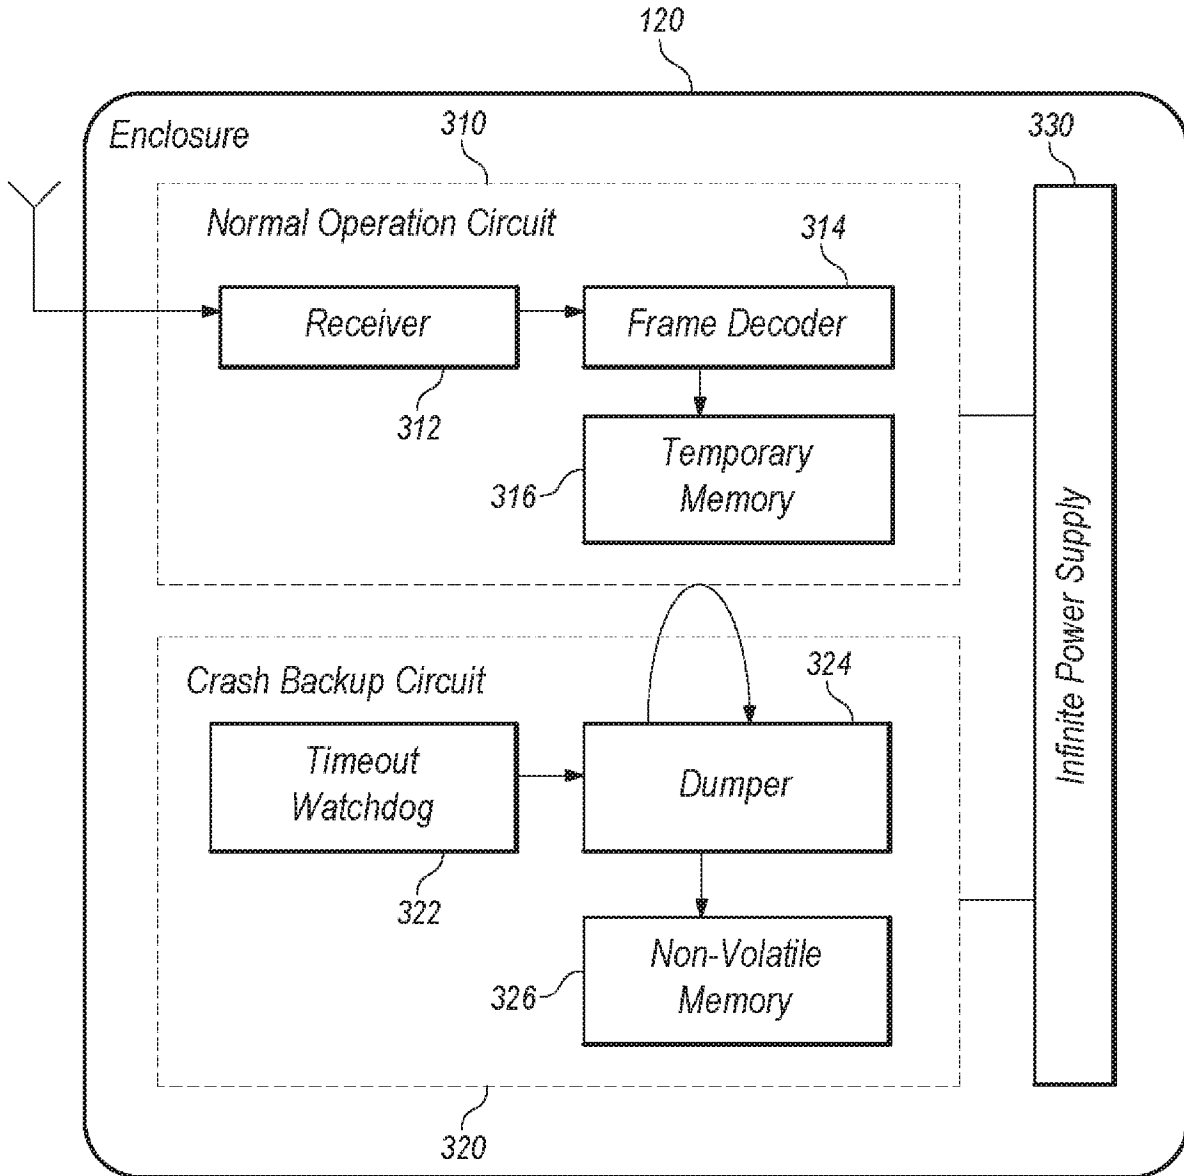 120
Enclosure
310
330
Normal Operation Circuit
314
Receiver
Frame Decoder
312
Temporary
Memory
316
Infinite Power Supply
Crash Backup Circuit
324
Timeout
Watchdog
Dumper
322
Non-Volatile
Memory
326
320